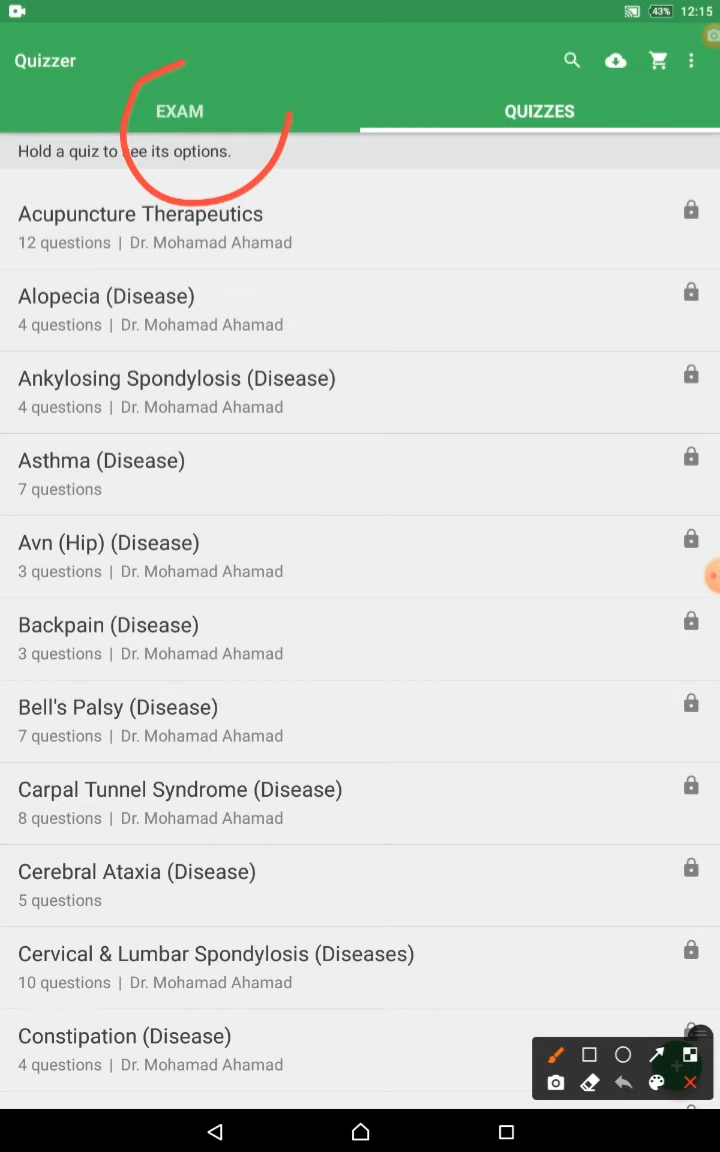 43% 12:15
Quizzer
EXAM QUIZZES
Hold a quiz to see its options.
Acupuncture Therapeutics
12 questions | Dr. Mohamad Ahamad
Alopecia (Disease)
4 questions | Dr. Mohamad Ahamad
Ankylosing Spondylosis (Disease)
4 questions | Dr. Mohamad Ahamad
Asthma (Disease)
7 questions
Avn (Hip) (Disease)
3 questions | Dr. Mohamad Ahamad
Backpain (Disease)
3 questions | Dr. Mohamad Ahamad
Bell's Palsy (Disease)
7 questions | Dr. Mohamad Ahamad
Carpal Tunnel Syndrome (Disease)
8 questions | Dr. Mohamad Ahamad
Cerebral Ataxia (Disease)
5 questions
Cervical & Lumbar Spondylosis (Diseases)
10 questions | Dr. Mohamad Ahamad
Constipation (Disease)
4 questions | Dr. Mohamad Ahamad